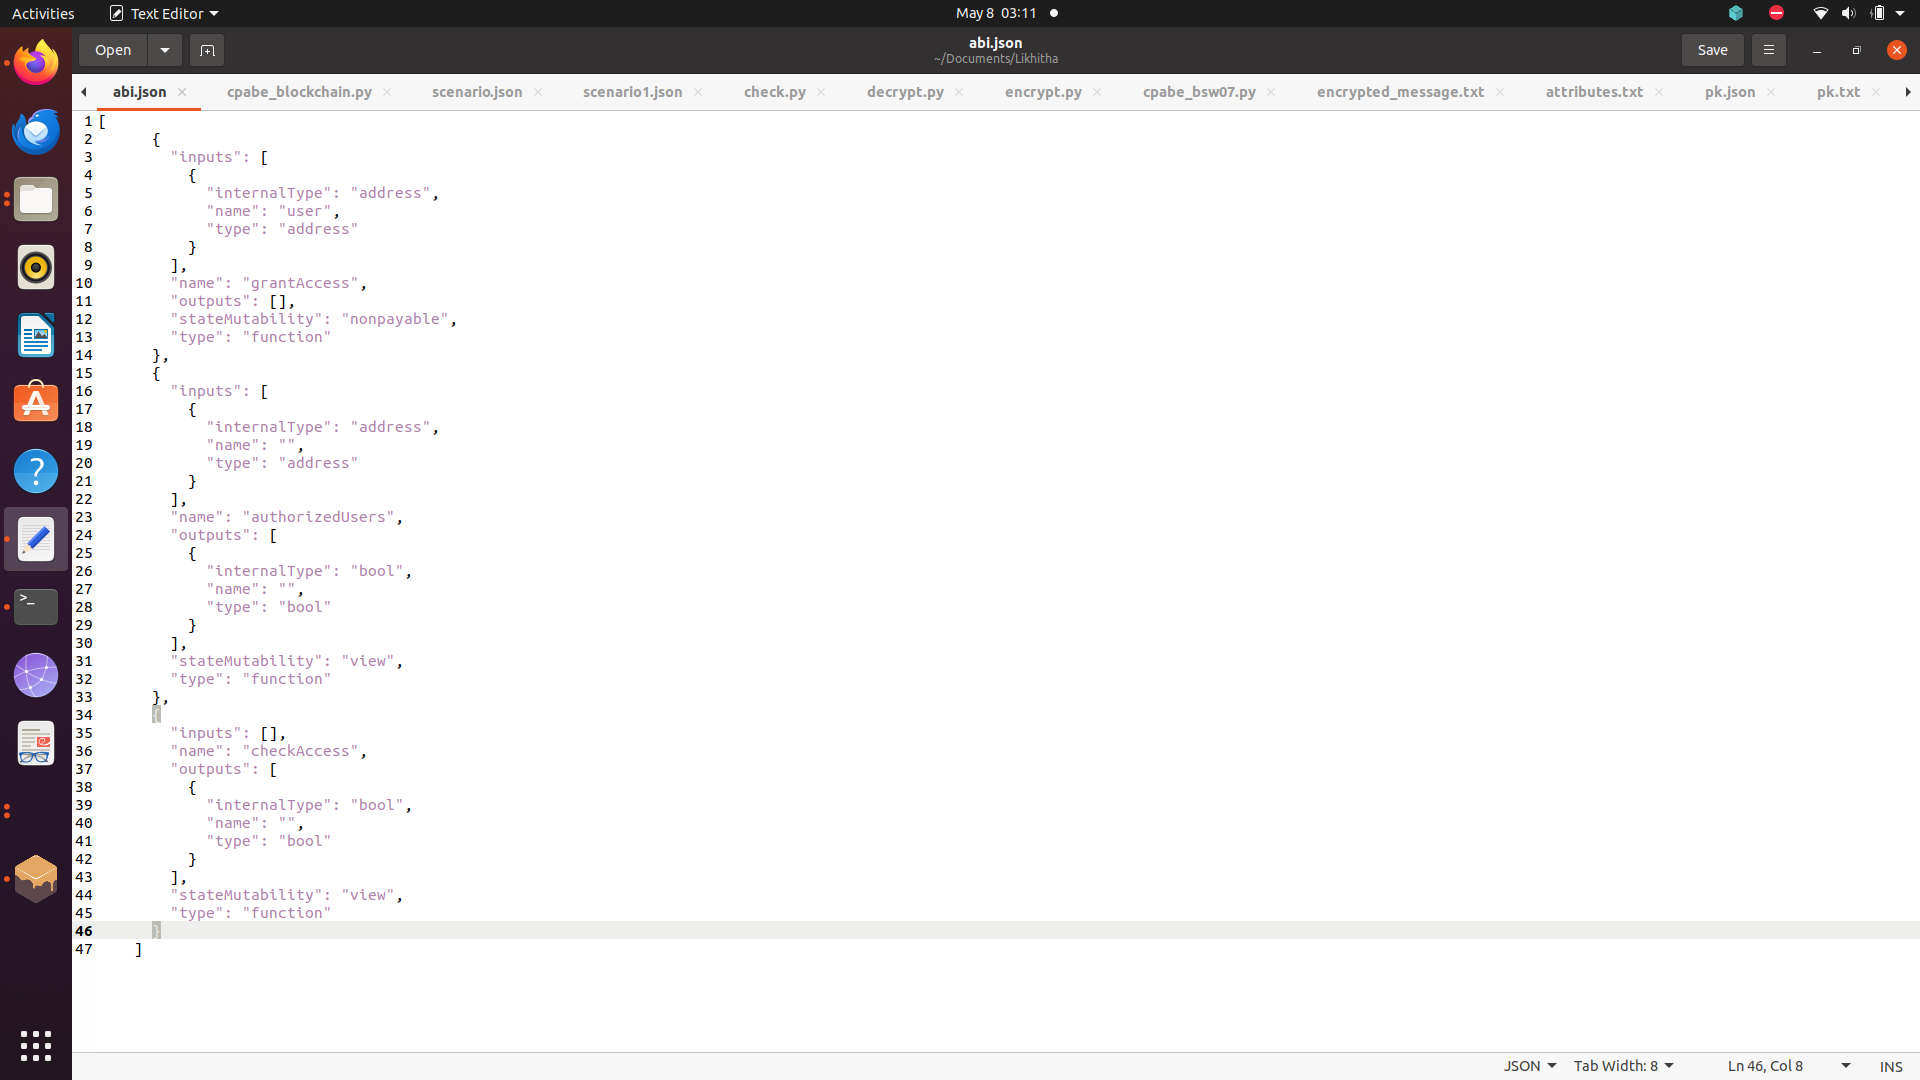 Activities Text Editor May 8 03:11
Open abi.json Save
~/Documents/Likhitha
abi.json cpabe_blockchain.py scenario.json scenario1.json check.py decrypt.py encrypt.py cpabe_bsw07.py encrypted_message.txt attributes.txt pk.json pk.txt
1 [
2 {
3 "inputs": [
4 {
5 "internalType": "address",
6 "name": "user",
7 "type": "address"
8 }
9 ],
10 "name": "grantAccess",
11 "outputs": [],
12 "stateMutability": "nonpayable",
13 "type": "function"
14 },
15 {
16 "inputs": [
17 {
18 "internalType": "address",
19 "name": "",
20 "type": "address"
21 }
22 ],
23 "name": "authorizedUsers",
24 "outputs": [
25 {
26 "internalType": "bool",
27 "name": "",
28 "type": "bool"
29 }
30 ],
31 "stateMutability": "view",
32 "type": "function"
33 },
34 {
35 "inputs": [],
36 "name": "checkAccess",
37 "outputs": [
38 {
39 "internalType": "bool",
40 "name": "",
41 "type": "bool"
42 }
43 ],
44 "stateMutability": "view",
45 "type": "function"
46 }
47 ]
JSON Tab Width: 8 Ln 46, Col 8 INS